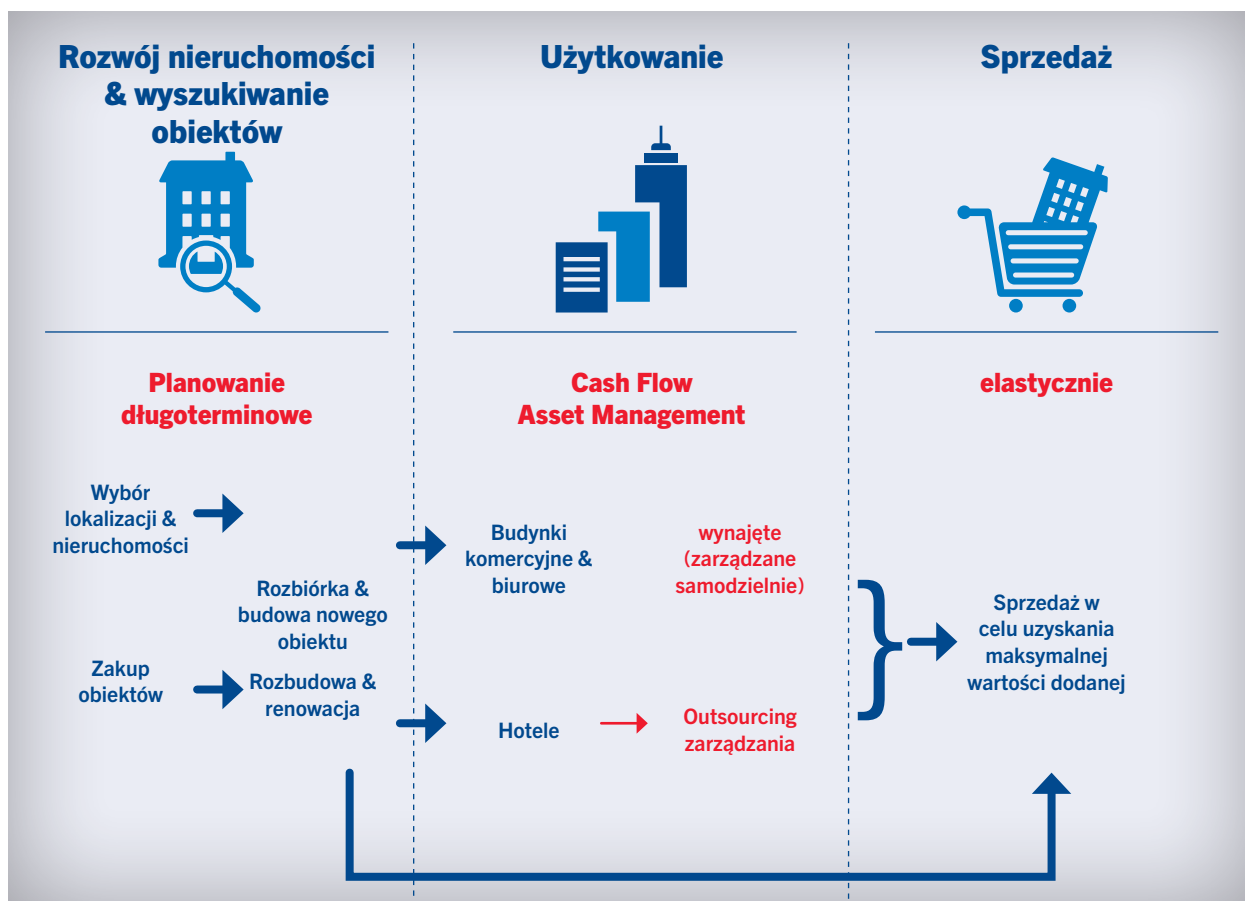 Rozwój nieruchomości
& wyszukiwanie
obiektów
Użytkowanie
Sprzedaż
Planowanie
długoterminowe
Cash Flow
Asset Management
elastycznie
Wybór
lokalizacji &
nieruchomości
Rozbiórka &
budowa nowego
obiektu
Zakup
obiektów
Rozbudowa &
renowacja
Budynki
komercyjne &
biurowe
wynajęte
(zarządzane
samodzielnie)
Hotele
Outsourcing
zarządzania
Sprzedaż w
celu uzyskania
maksymalnej
wartości dodanej